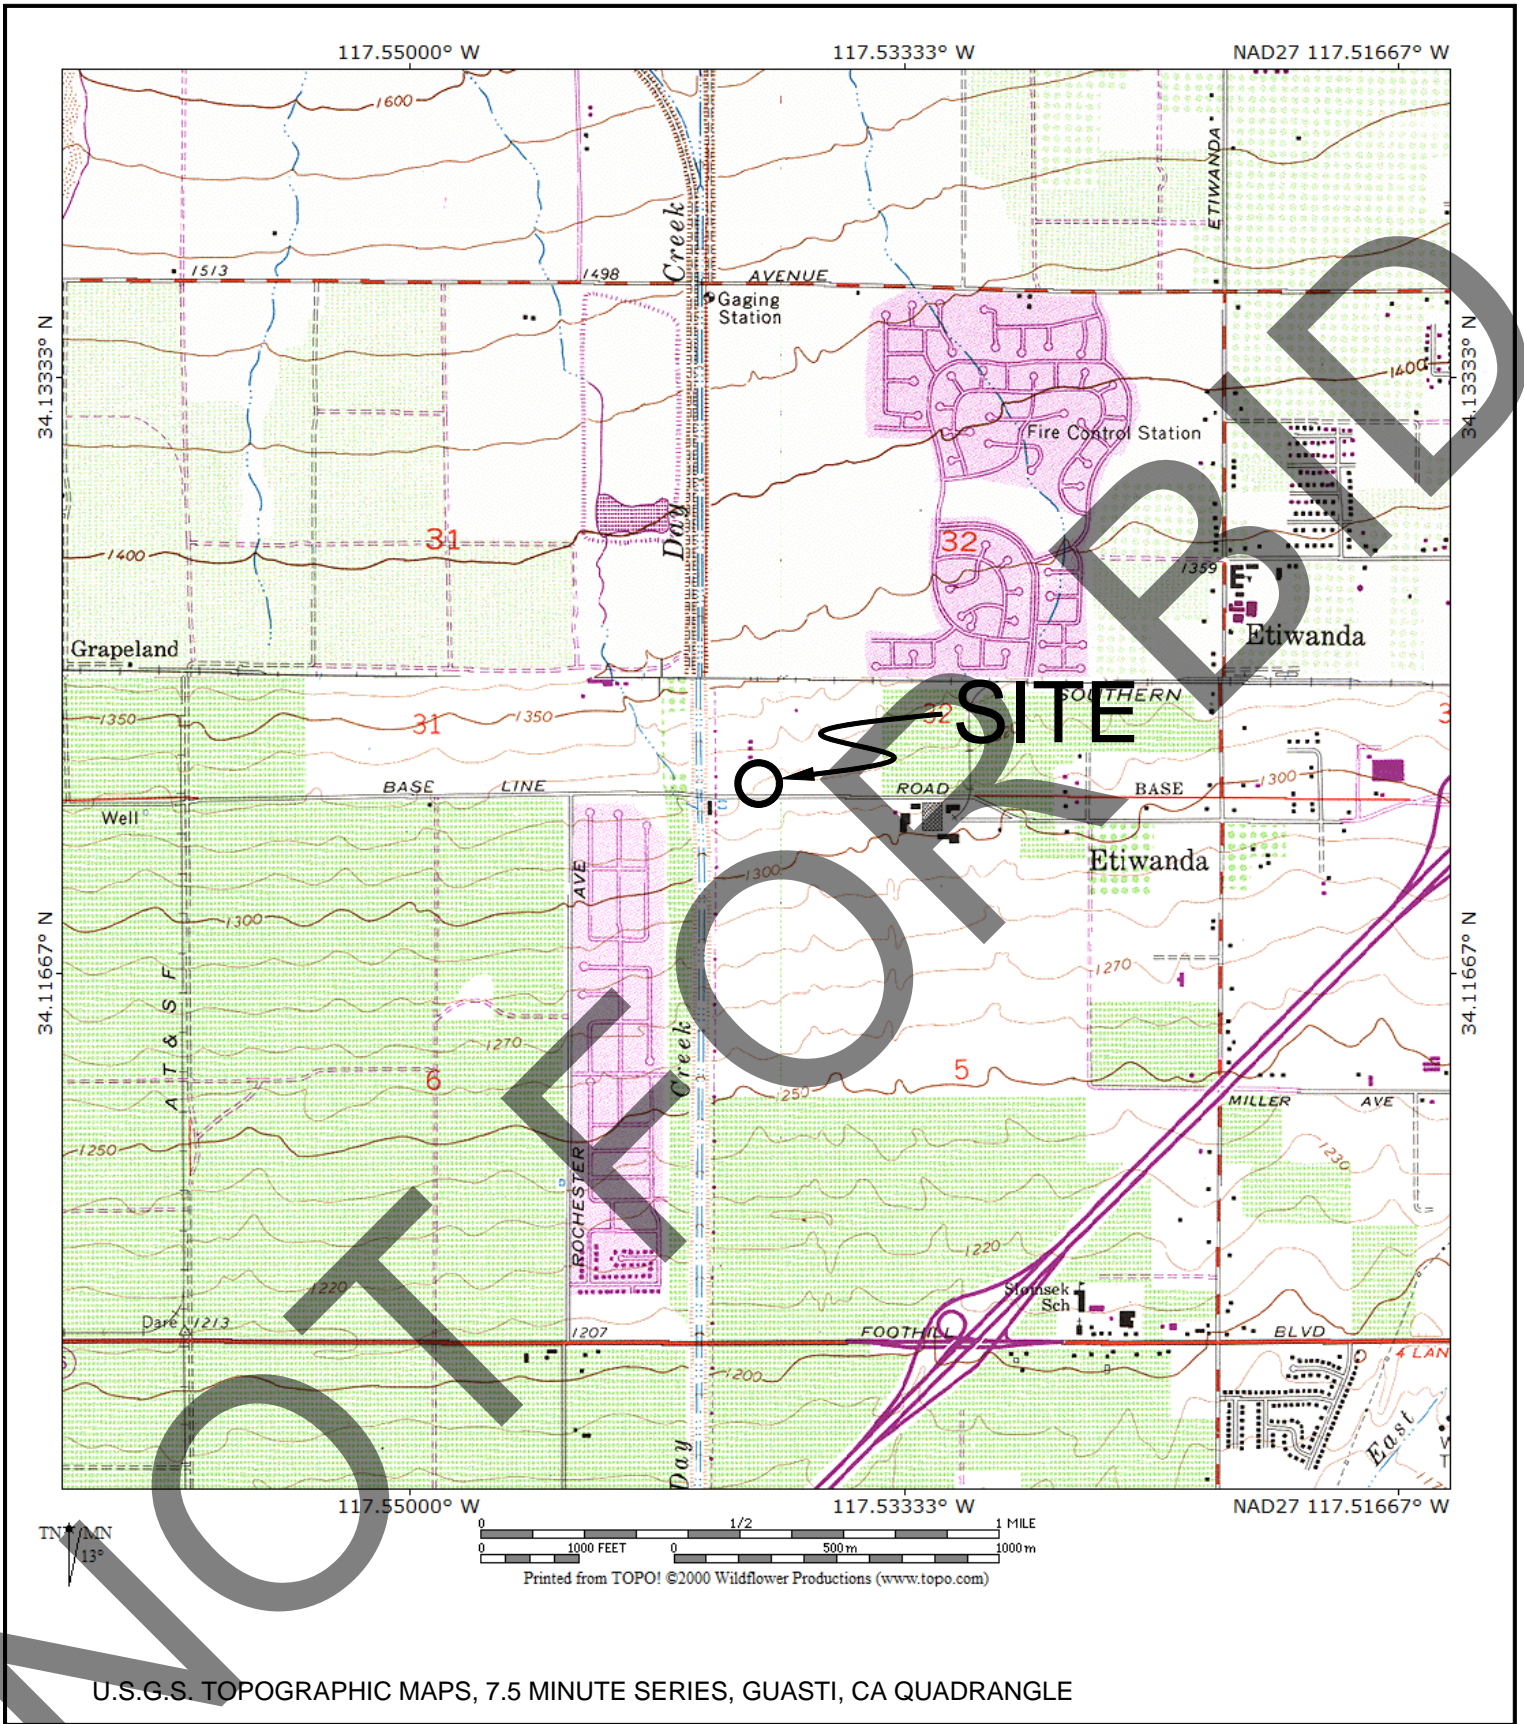 117.55000° W 117.53333° W NAD27 117.51667° W
1600
ETIWANDA
Creek
1513
1498
AVENUE
Gaging
Station
34.13333° N
34.13333° N
1400
Fire Control Station
Day
31
32
1400
1359
Etiwanda
Grapeland
SOUTHERN
SITE
1350
31
1350
32
3
BASE LINE ROAD BASE
1300
Well
Etiwanda
AVE
1300
1300
34.11667° N
34.11667° N
1270
A T & S F
1270
Creek
6
5
1250
MILLER AVE
1250
1230
ROCHESTER
1220
1220
Slomsek
Sch
Dare 1213
1207
FOOTHILL BLVD
4 LAN
1200
East
Day
W
T
117
117.55000° W 117.53333° W NAD27 117.51667° W
TN MN
13°
0 1/2 1 MILE
0 1000 FEET 0 500 m 1000 m
Printed from TOPO! ©2000 Wildflower Productions (www.topo.com)
NOT FOR BID
U.S.G.S. TOPOGRAPHIC MAPS, 7.5 MINUTE SERIES, GUASTI, CA QUADRANGLE